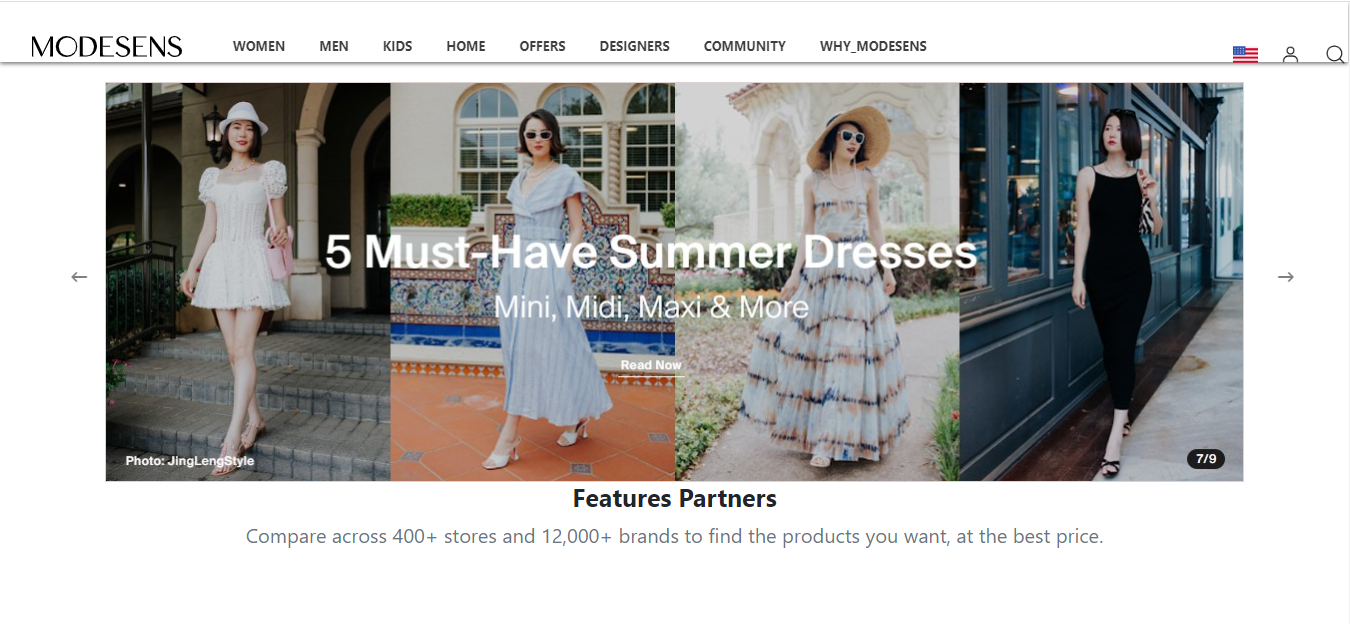 MODESENS WOMEN MEN KIDS HOME OFFERS DESIGNERS COMMUNITY WHY_MODESENS
5 Must-Have Summer Dresses
Mini, Midi, Maxi & More
Read Now
Photo: JingLengStyle
7/9
Features Partners
Compare across 400+ stores and 12,000+ brands to find the products you want, at the best price.